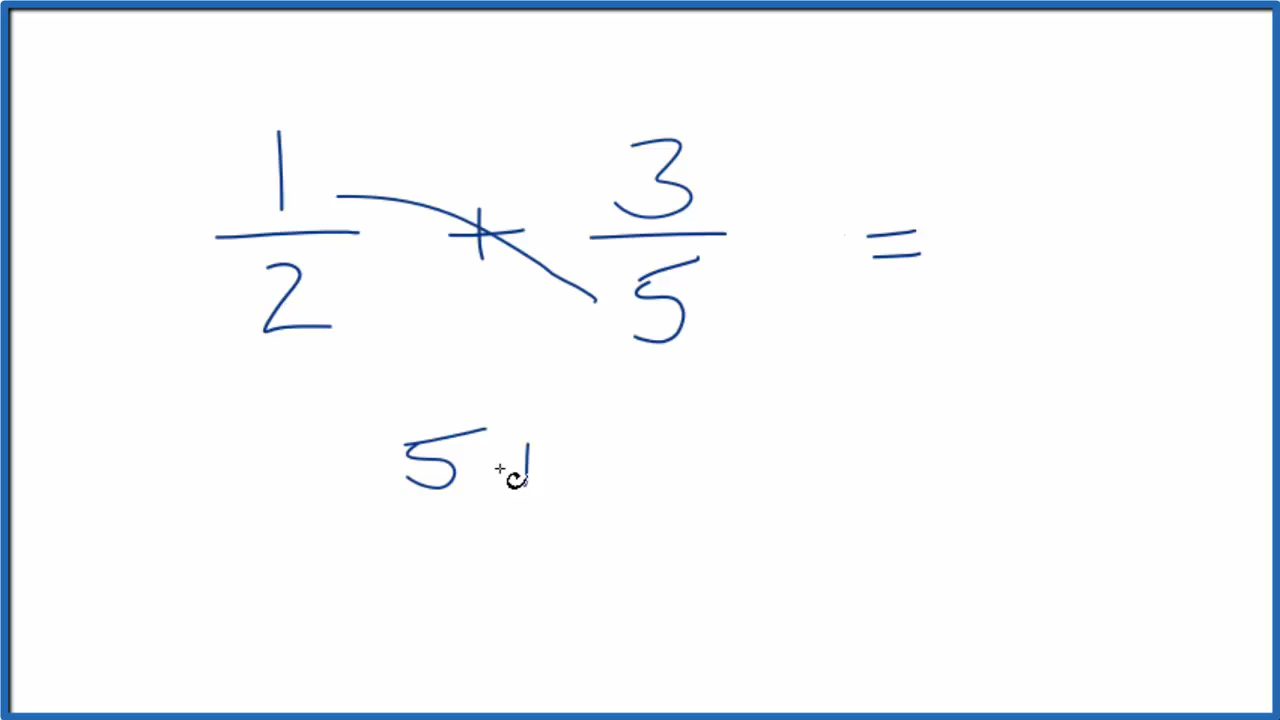 1/2 + 3/5 =
5